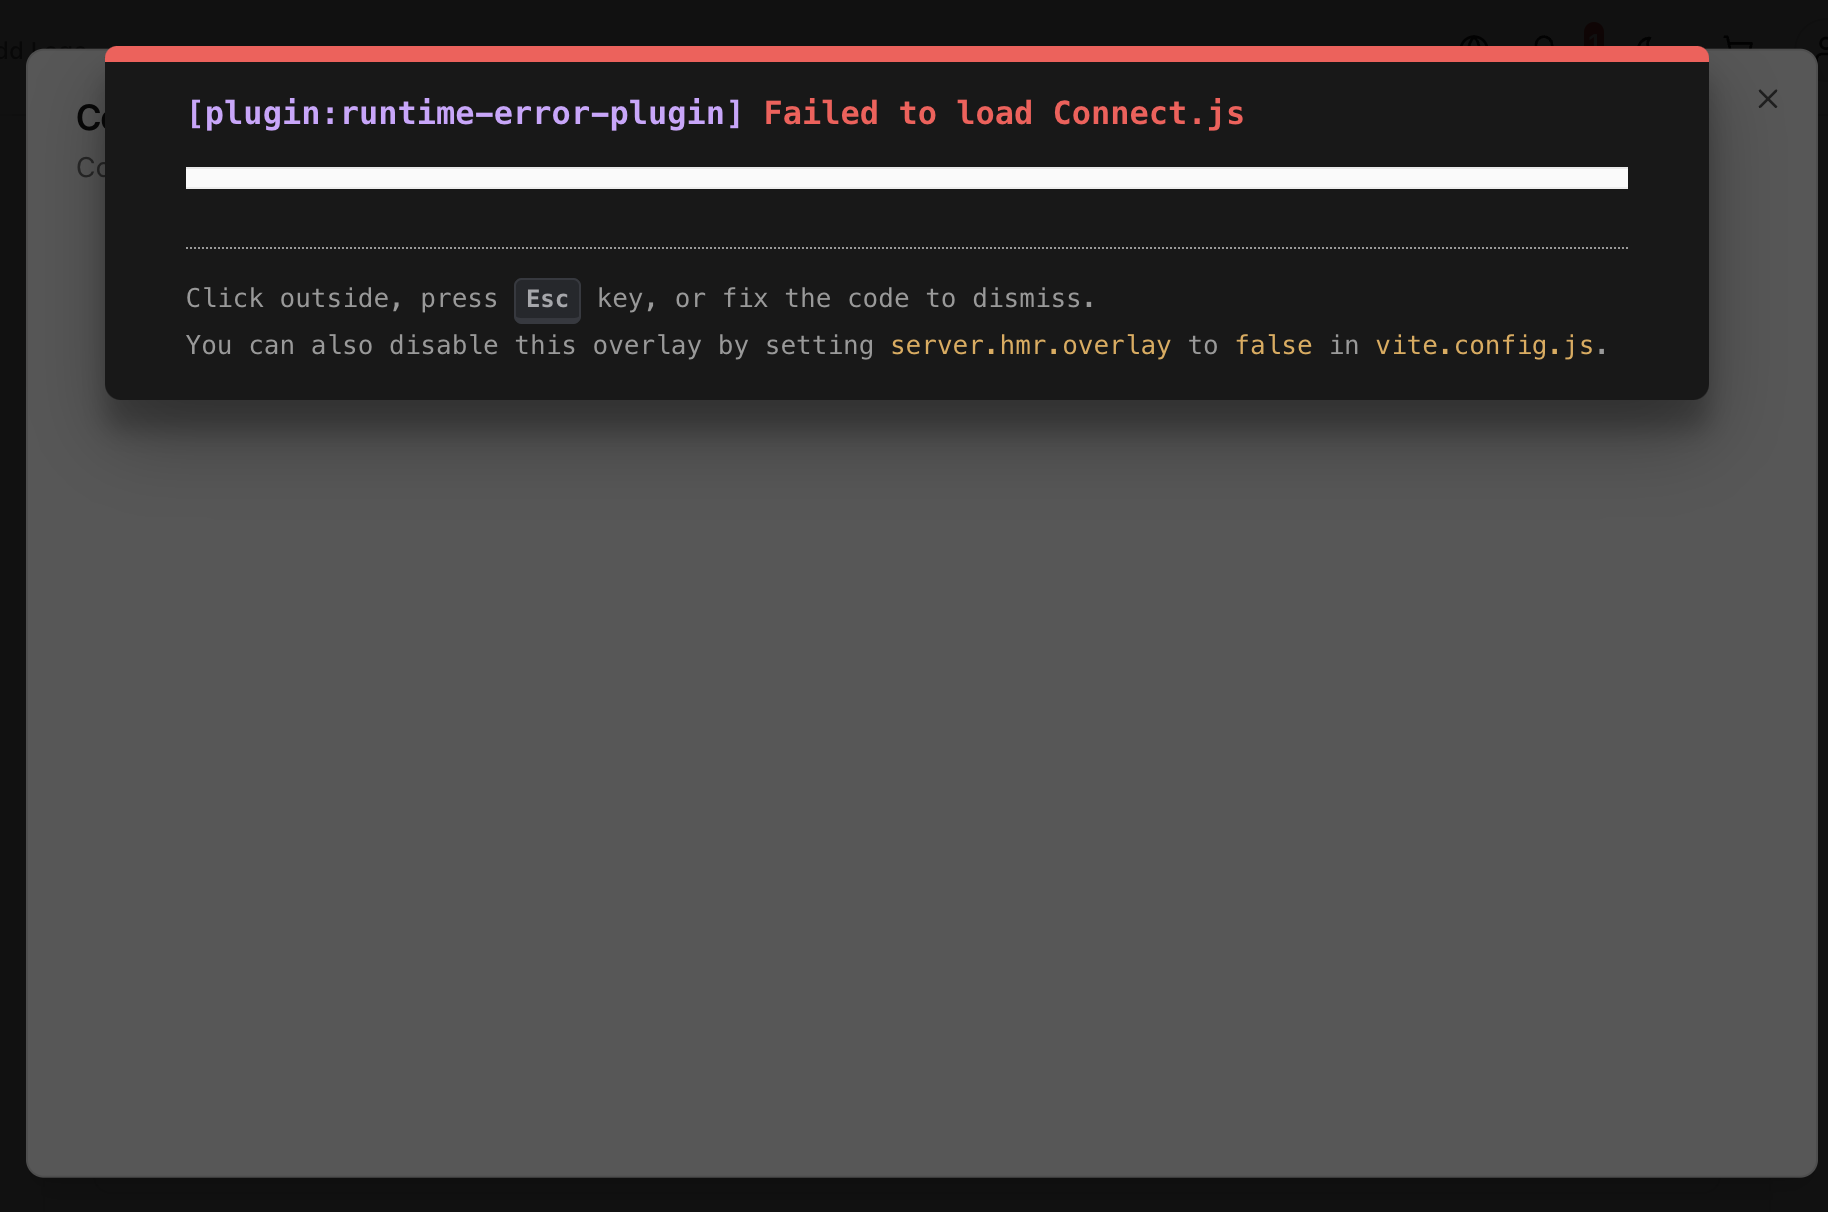 [plugin:runtime-error-plugin] Failed to load Connect.js
Click outside, press Esc key, or fix the code to dismiss.
You can also disable this overlay by setting server.hmr.overlay to false in vite.config.js.